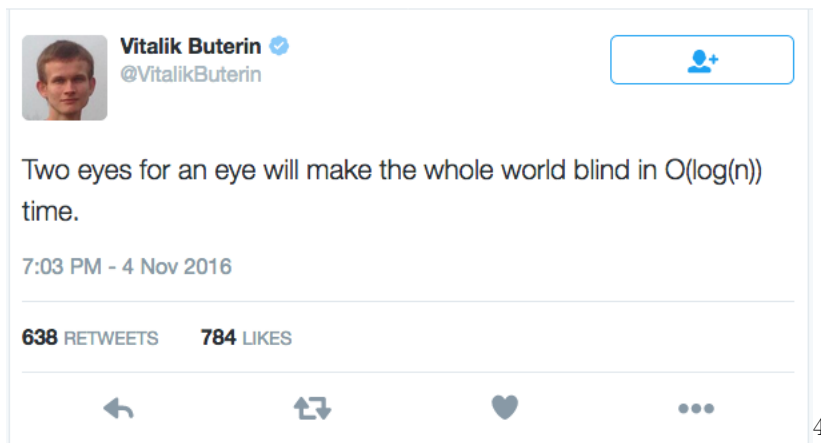 Vitalik Buterin
@VitalikButerin
Two eyes for an eye will make the whole world blind in O(log(n))
time.
7:03 PM - 4 Nov 2016
638 RETWEETS 784 LIKES
4